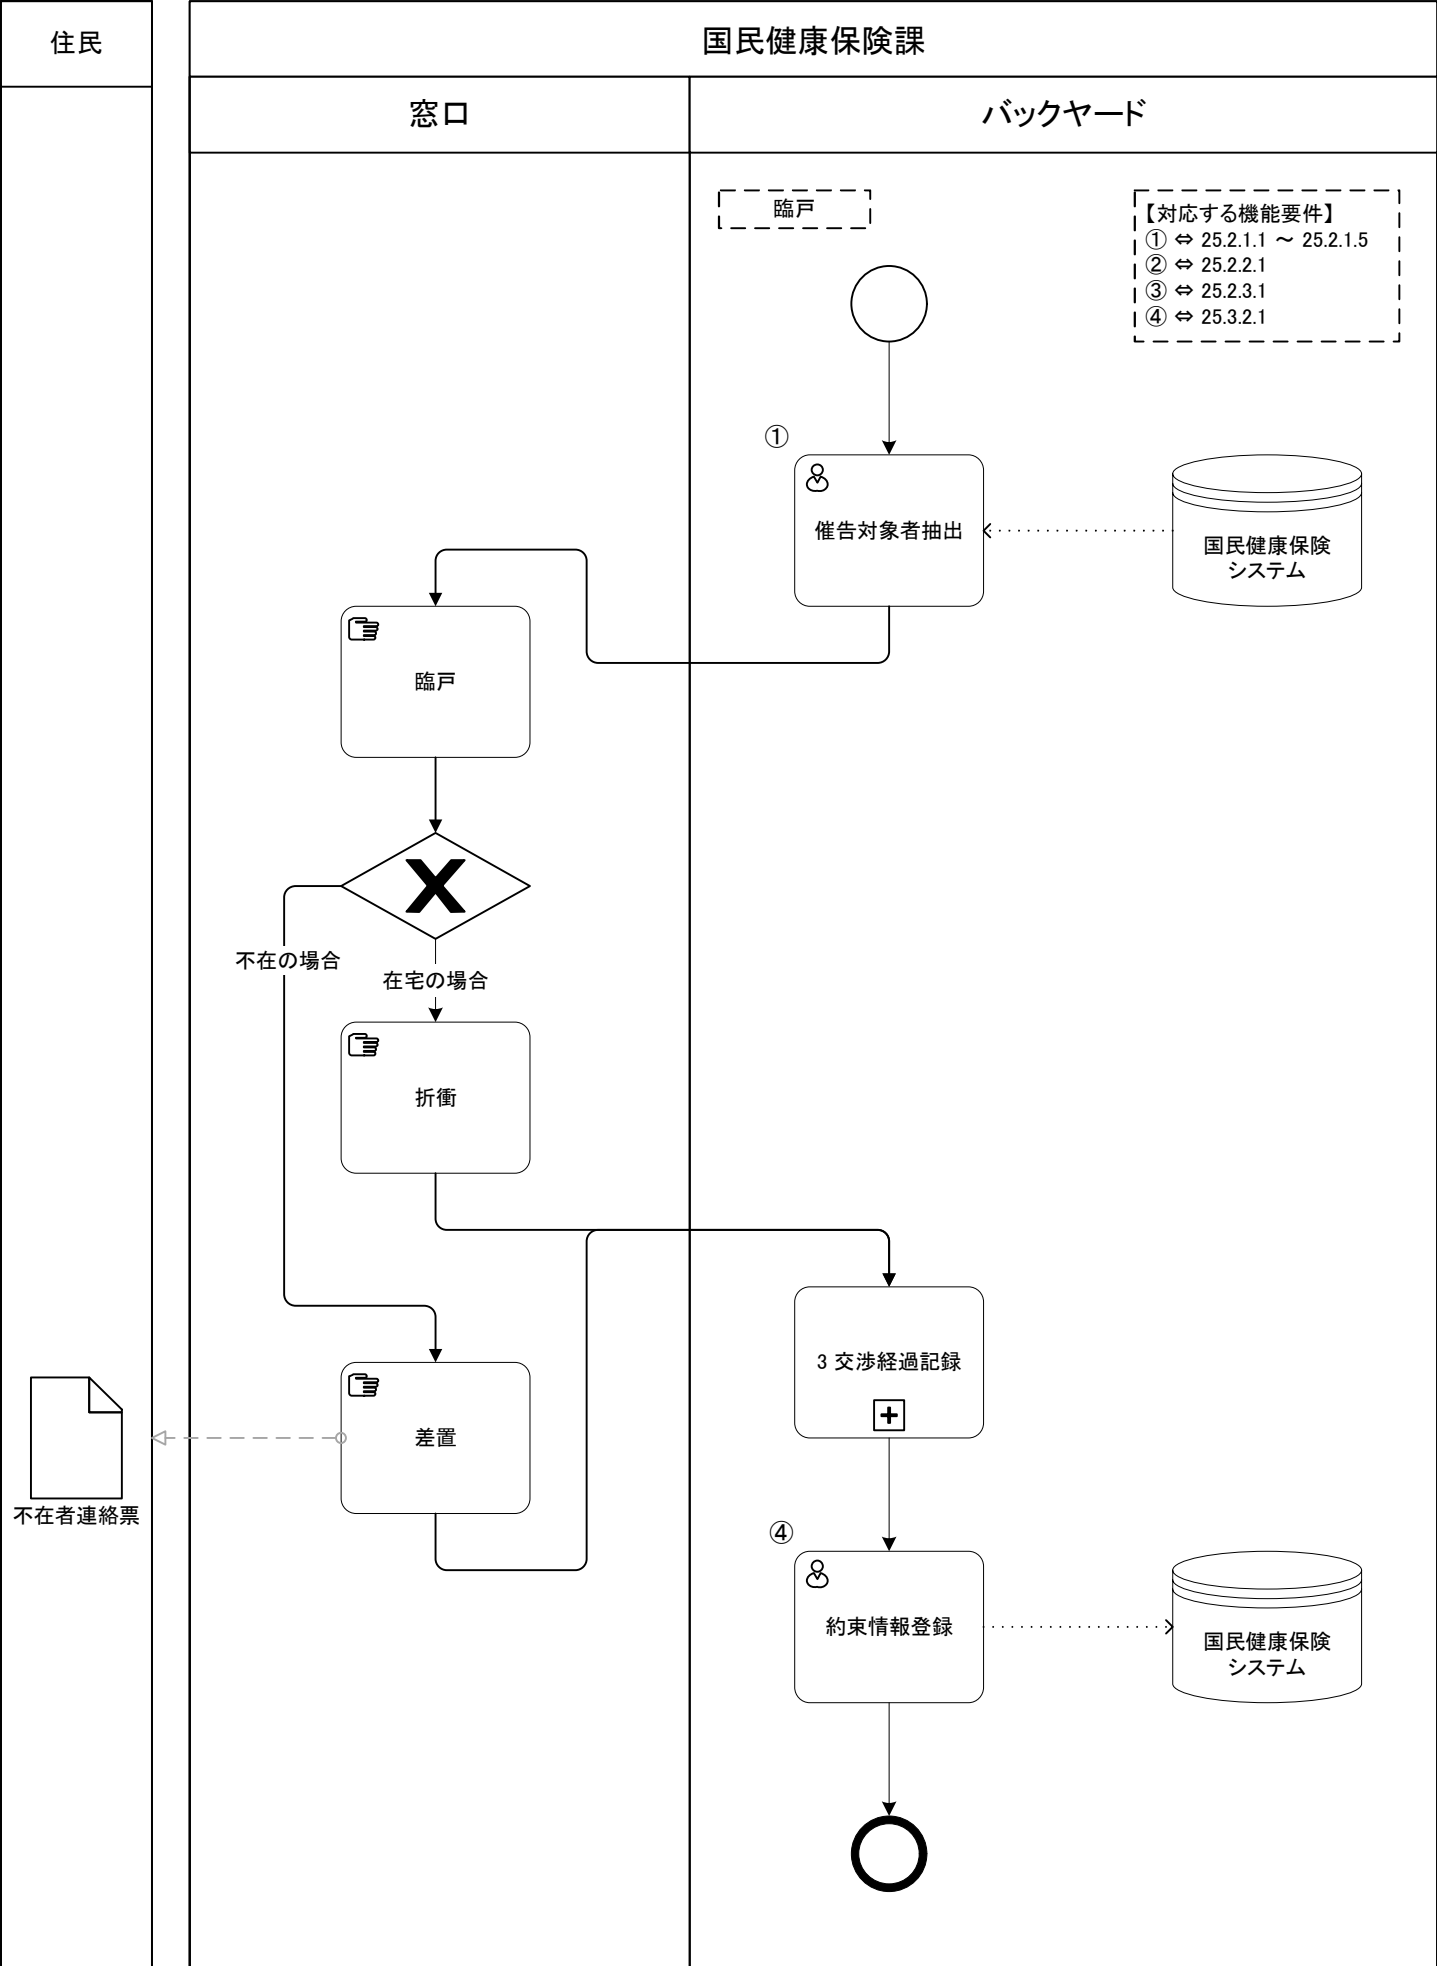 住民
国民健康保険課
窓口
バックヤード
臨戸
【対応する機能要件】
① ⇔ 25.2.1.1 ～ 25.2.1.5
② ⇔ 25.2.2.1
③ ⇔ 25.2.3.1
④ ⇔ 25.3.2.1
①
催告対象者抽出
国民健康保険
システム
臨戸
不在の場合
在宅の場合
折衝
3 交渉経過記録
差置
不在者連絡票
④
約束情報登録
国民健康保険
システム